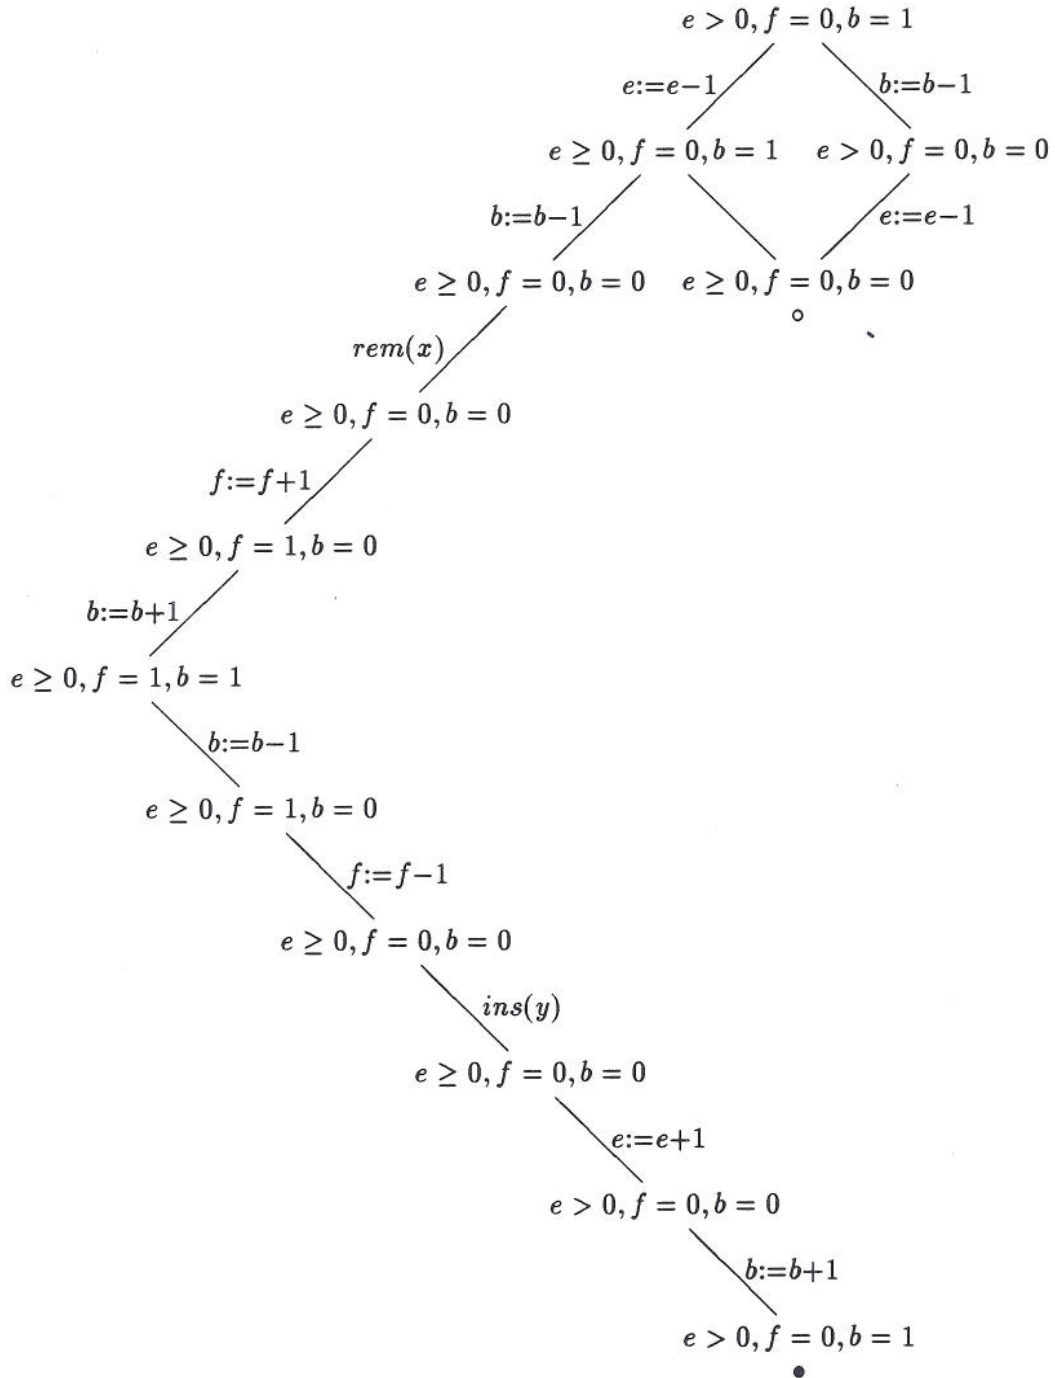 e > 0, f = 0, b = 1
e:=e−1
b:=b−1
e ≥ 0, f = 0, b = 1
e > 0, f = 0, b = 0
b:=b−1
e:=e−1
e ≥ 0, f = 0, b = 0
e ≥ 0, f = 0, b = 0
rem(x)
e ≥ 0, f = 0, b = 0
f:=f+1
e ≥ 0, f = 1, b = 0
b:=b+1
e ≥ 0, f = 1, b = 1
b:=b−1
e ≥ 0, f = 1, b = 0
f:=f−1
e ≥ 0, f = 0, b = 0
ins(y)
e ≥ 0, f = 0, b = 0
e:=e+1
e > 0, f = 0, b = 0
b:=b+1
e > 0, f = 0, b = 1